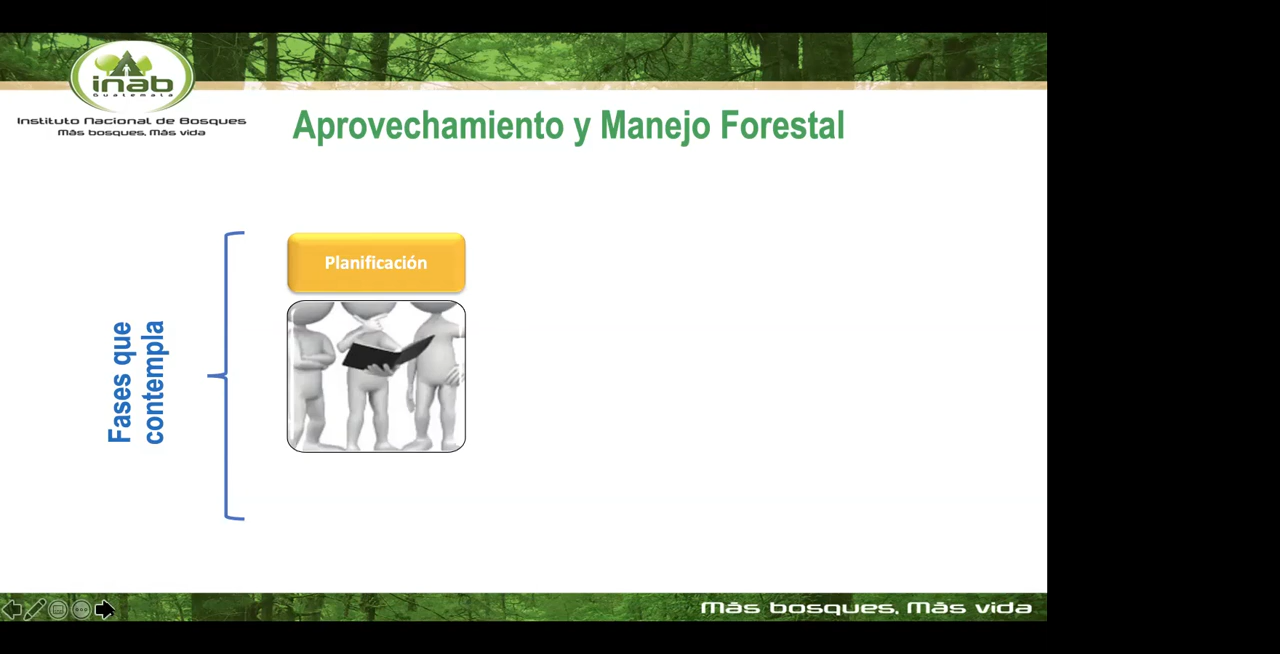 inab
Guatemala
Instituto Nacional de Bosques
Más bosques, Más vida
Aprovechamiento y Manejo Forestal
Planificación
Fases que
contempla
Más bosques, Más vida